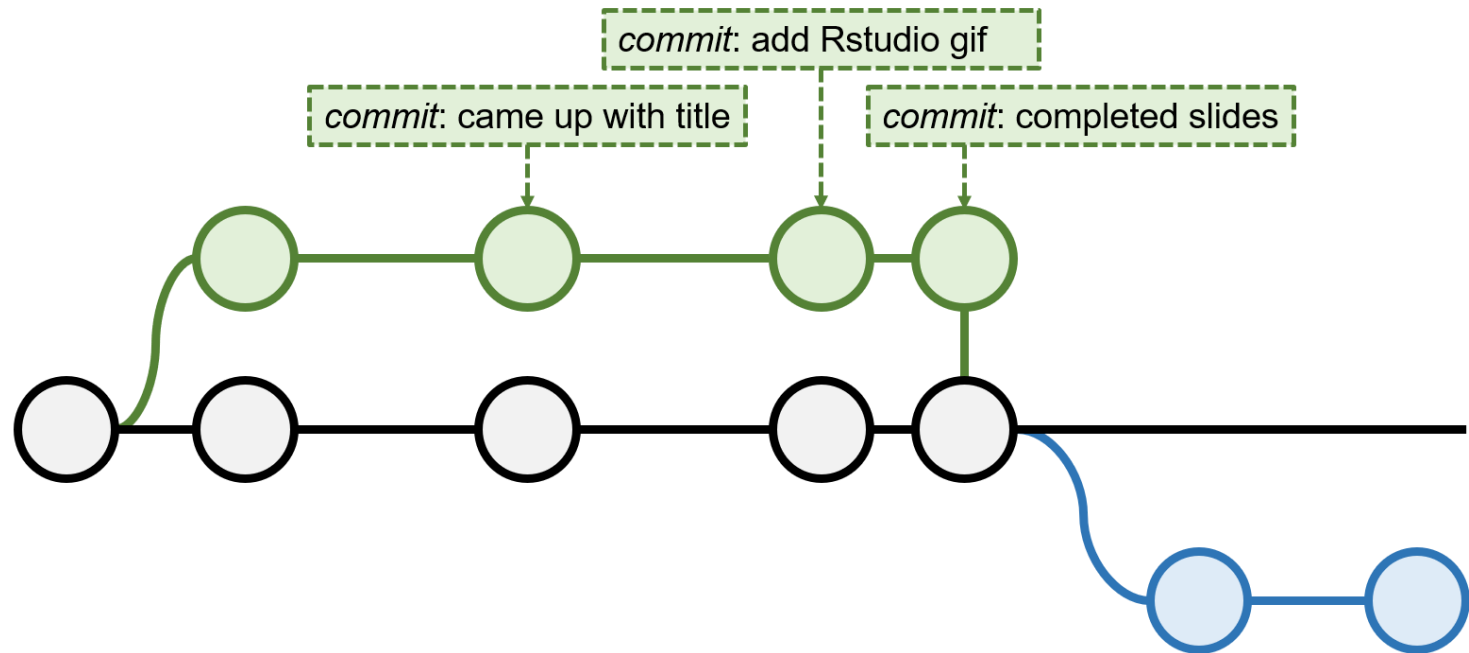 commit: add Rstudio gif
commit: came up with title
commit: completed slides